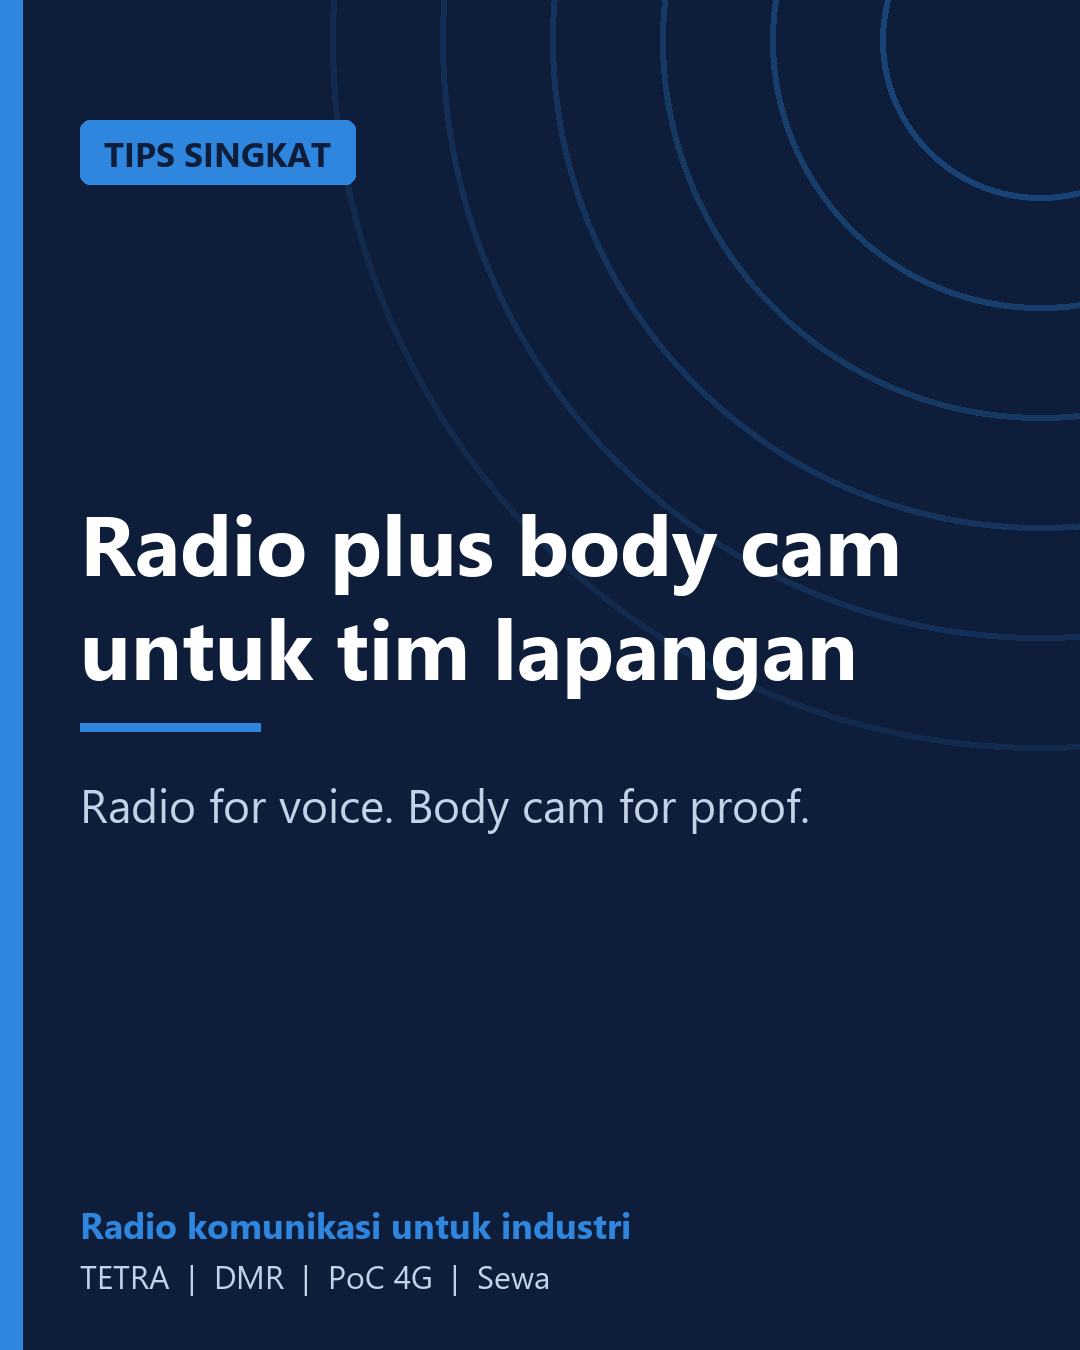 TIPS SINGKAT
Radio plus body cam
untuk tim lapangan
Radio for voice. Body cam for proof.
Radio komunikasi untuk industri
TETRA | DMR | PoC 4G | Sewa